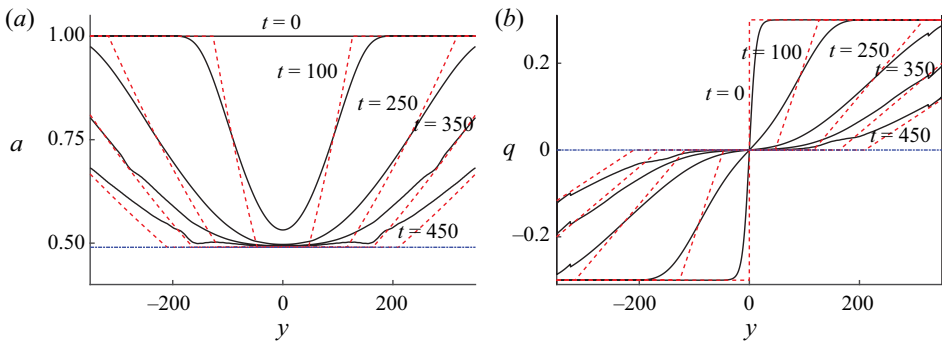 (a)
1.00
0.75
0.50
a
t = 0
t = 100
t = 250
t = 350
t = 450
−200
0
200
y
(b)
0.2
0
−0.2
q
t = 0
t = 100
t = 250
t = 350
t = 450
−200
0
200
y